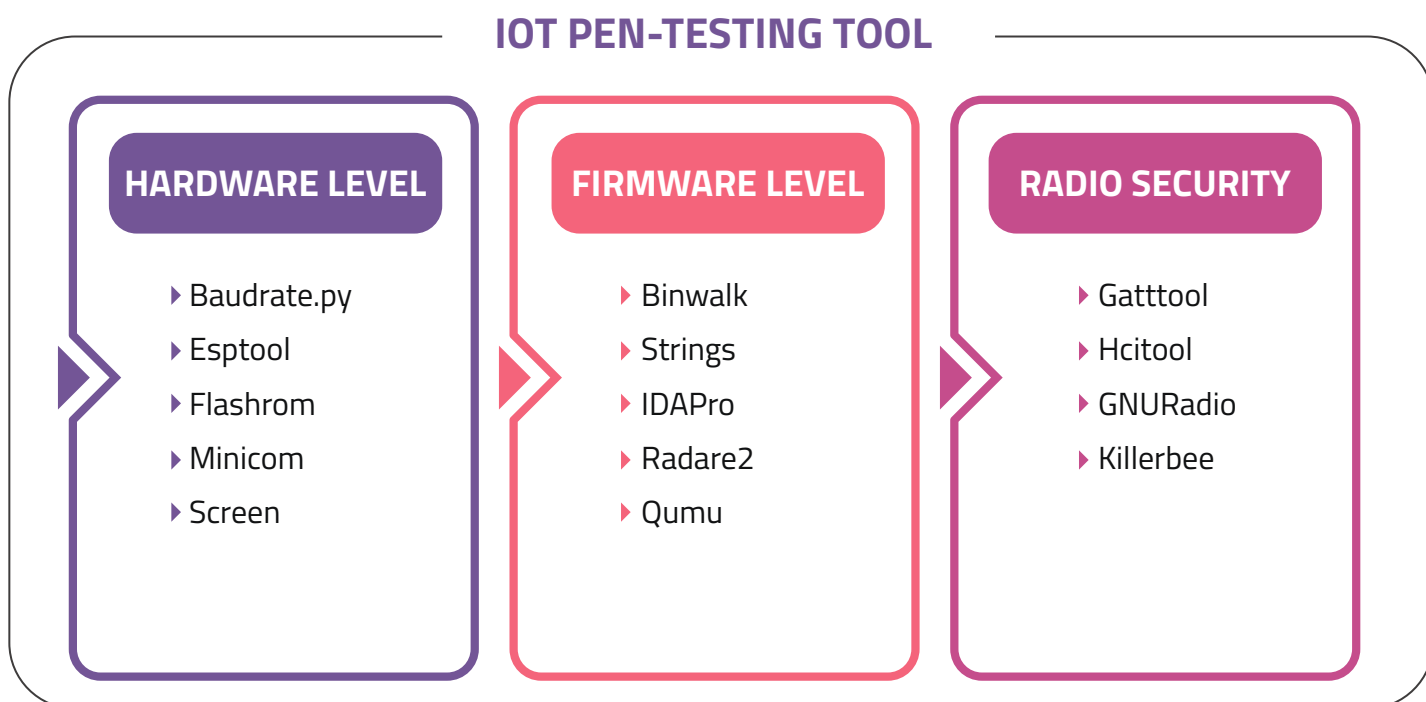 IOT PEN-TESTING TOOL
HARDWARE LEVEL
Baudrate.py
Esptool
Flashrom
Minicom
Screen
FIRMWARE LEVEL
Binwalk
Strings
IDAPro
Radare2
Qumu
RADIO SECURITY
Gatttool
Hcitool
GNURadio
Killerbee